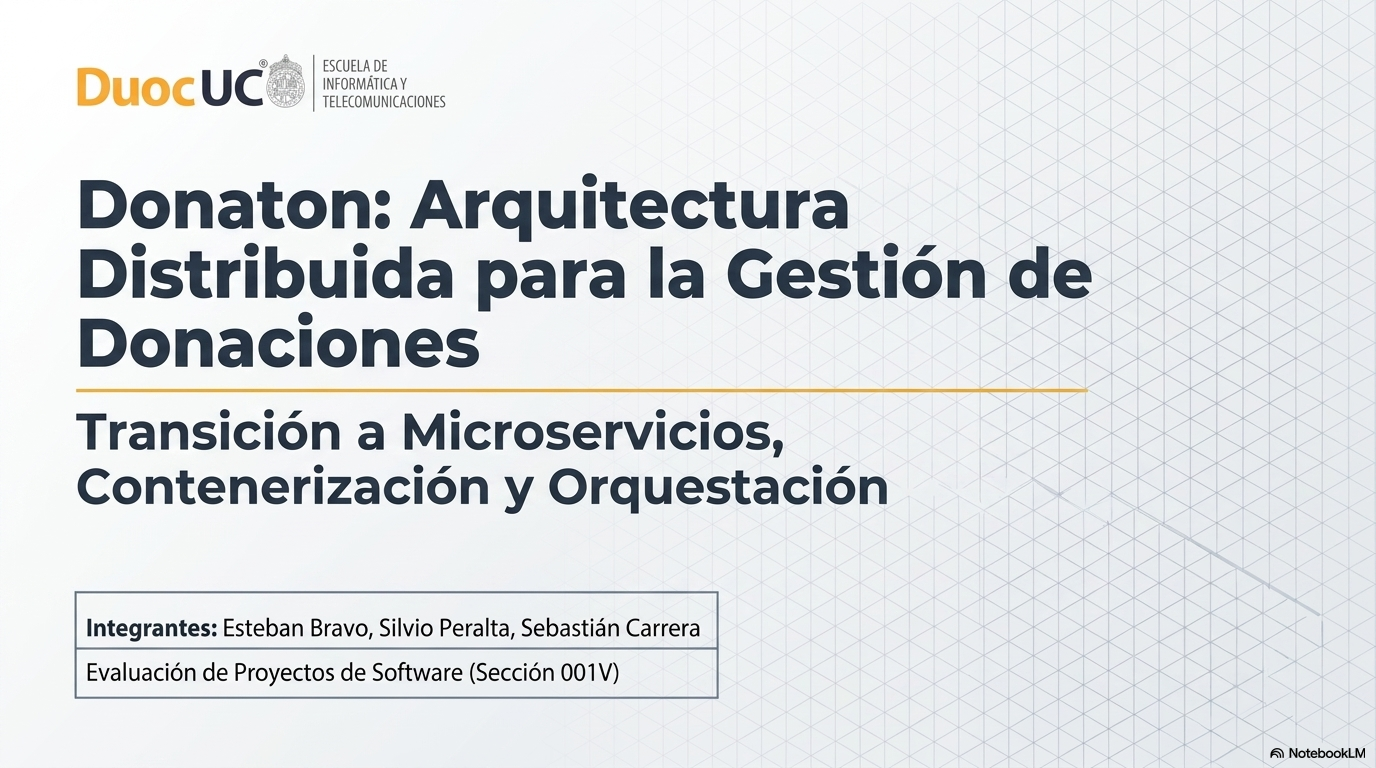 DuocUC®
ESCUELA DE
INFORMÁTICA Y
TELECOMUNICACIONES
Donaton: Arquitectura
Distribuida para la Gestión de
Donaciones
Transición a Microservicios,
Contenerización y Orquestación
Integrantes: Esteban Bravo, Silvio Peralta, Sebastián Carrera
Evaluación de Proyectos de Software (Sección 001V)
NotebookLM